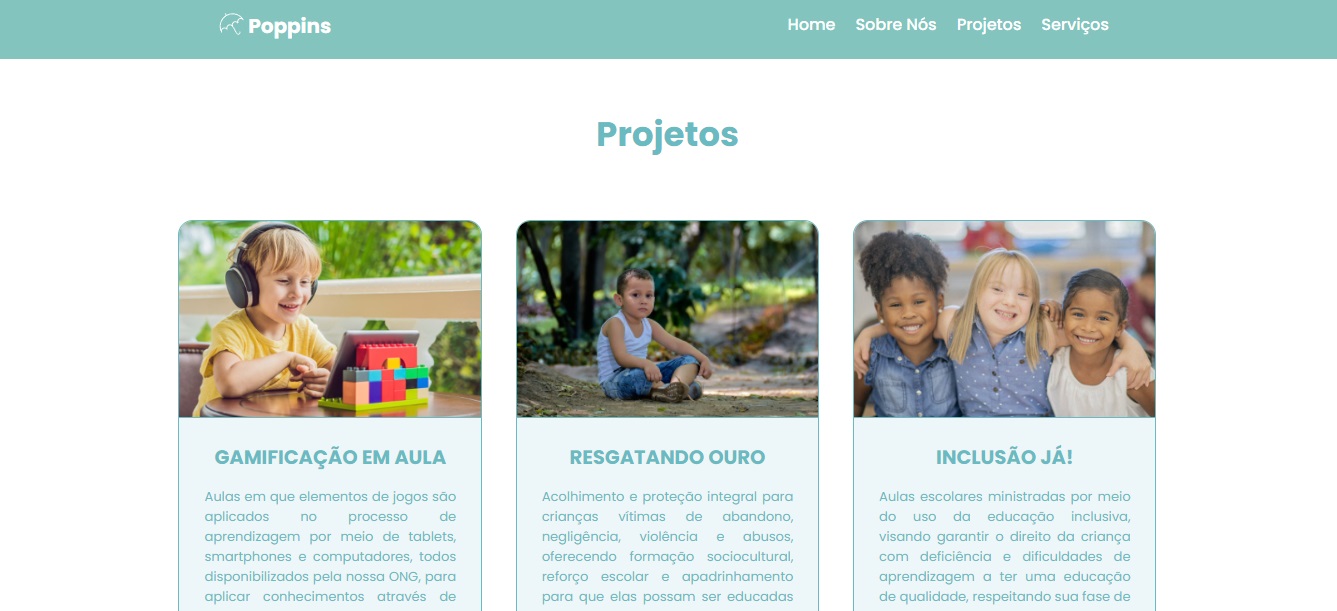 Poppins
Home Sobre Nós Projetos Serviços
Projetos
GAMIFICAÇÃO EM AULA
Aulas em que elementos de jogos são
aplicados no processo de
aprendizagem por meio de tablets,
smartphones e computadores, todos
disponibilizados pela nossa ONG, para
aplicar conhecimentos através de
RESGATANDO OURO
Acolhimento e proteção integral para
crianças vítimas de abandono,
negligência, violência e abusos,
oferecendo formação sociocultural,
reforço escolar e apadrinhamento
para que elas possam ser educadas
INCLUSÃO JÁ!
Aulas escolares ministradas por meio
do uso da educação inclusiva,
visando garantir o direito da criança
com deficiência e dificuldades de
aprendizagem a ter uma educação
de qualidade, respeitando sua fase de